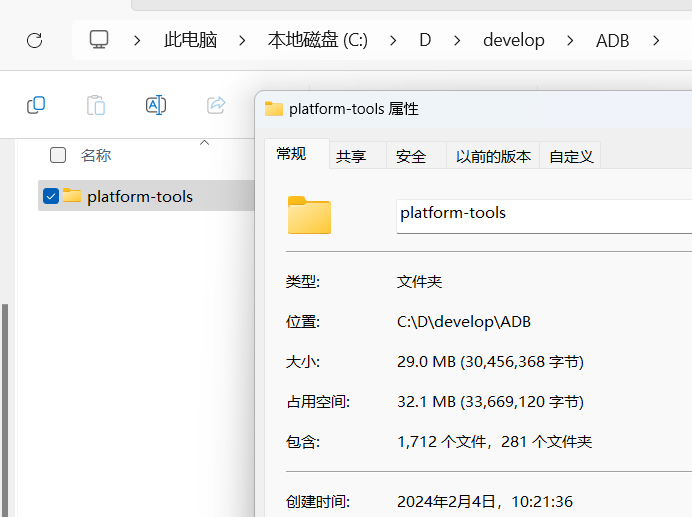 此电脑 > 本地磁盘 (C:) > D > develop > ADB >
platform-tools 属性
常规 共享 安全 以前的版本 自定义
名称
platform-tools
platform-tools
类型: 文件夹
位置: C:\D\develop\ADB
大小: 29.0 MB (30,456,368 字节)
占用空间: 32.1 MB (33,669,120 字节)
包含: 1,712 个文件，281 个文件夹
创建时间: 2024年2月4日，10:21:36